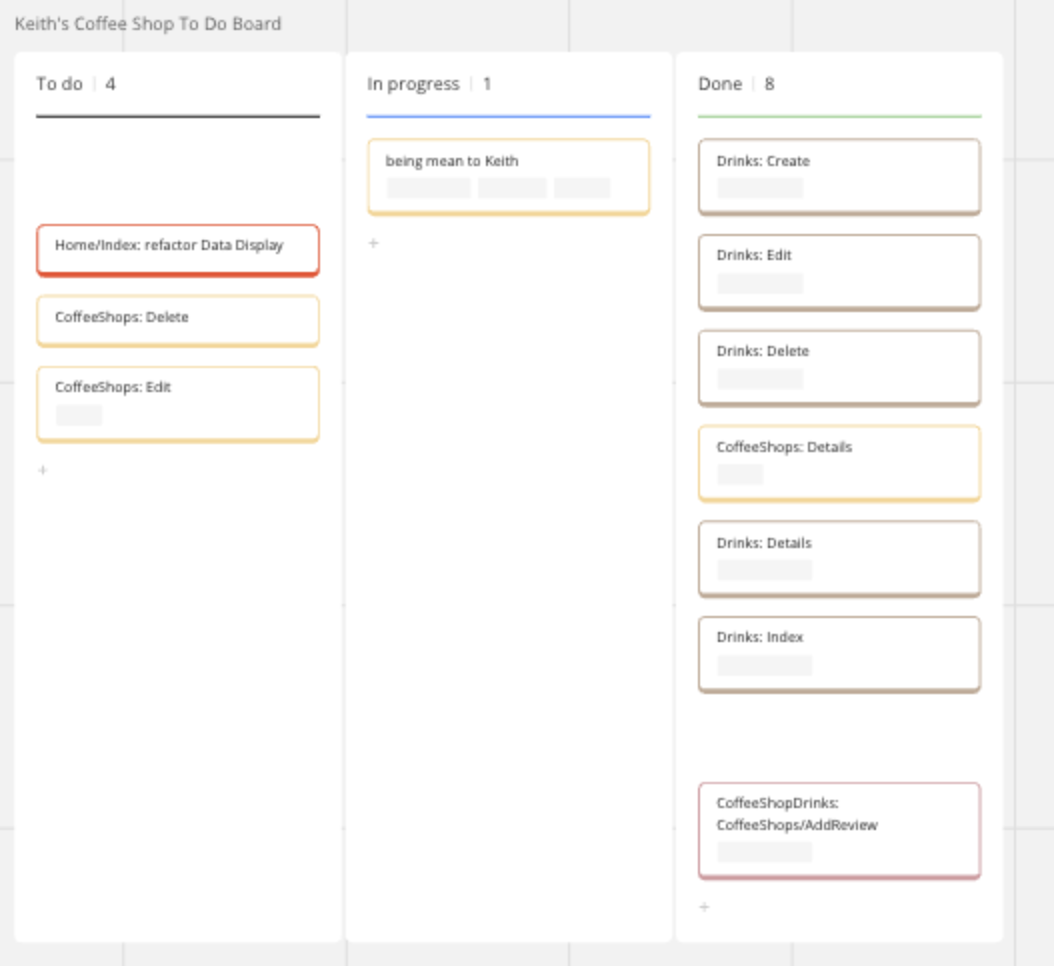 Keith's Coffee Shop To Do Board
To do | 4
Home/Index: refactor Data Display
CoffeeShops: Delete
CoffeeShops: Edit
+
In progress | 1
being mean to Keith
+
Done | 8
Drinks: Create
Drinks: Edit
Drinks: Delete
CoffeeShops: Details
Drinks: Details
Drinks: Index
CoffeeShopDrinks:
CoffeeShops/AddReview
+